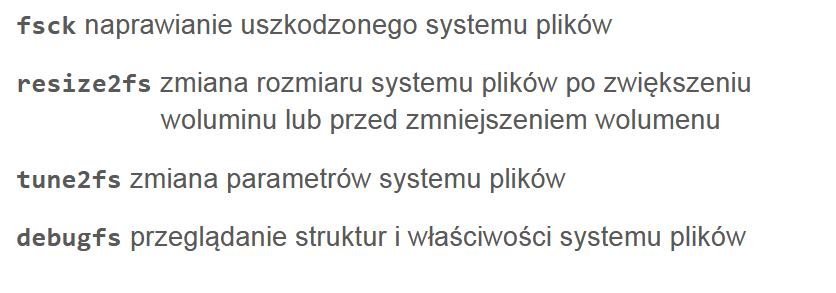 fsck naprawianie uszkodzonego systemu plików
resize2fs zmiana rozmiaru systemu plików po zwiększeniu
woluminu lub przed zmniejszeniem wolumenu
tune2fs zmiana parametrów systemu plików
debugfs przeglądanie struktur i właściwości systemu plików